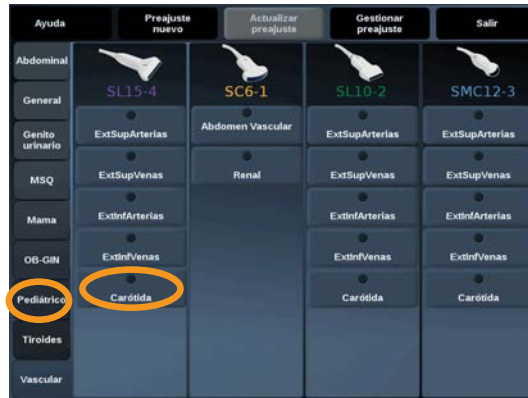 Ayuda
Preajuste
nuevo
Actualizar
preajuste
Gestionar
preajuste
Salir
Abdominal
General
Genito
urinario
MSQ
Mama
OB-GIN
Pediátrico
Tiroides
Vascular
SL15-4
ExtSupArterias
ExtSupVenas
ExtInfArterias
ExtInfVenas
Carótida
SC6-1
Abdomen Vascular
Renal
SL10-2
ExtSupArterias
ExtSupVenas
ExtInfArterias
ExtInfVenas
Carótida
SMC12-3
ExtSupArterias
ExtSupVenas
ExtInfArterias
ExtInfVenas
Carótida